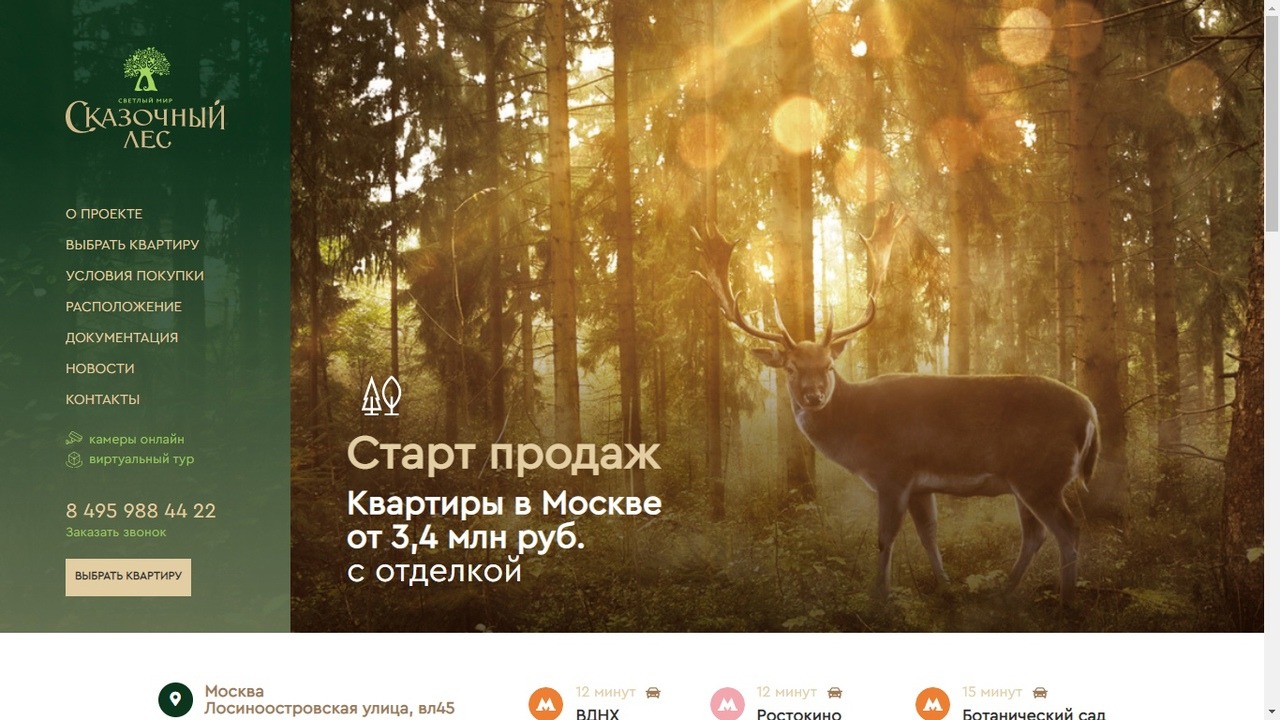 СВЕТЛЫЙ МИР
СКАЗОЧНЫЙ
ЛЕС
О ПРОЕКТЕ
ВЫБРАТЬ КВАРТИРУ
УСЛОВИЯ ПОКУПКИ
РАСПОЛОЖЕНИЕ
ДОКУМЕНТАЦИЯ
НОВОСТИ
КОНТАКТЫ
камеры онлайн
виртуальный тур
8 495 988 44 22
Заказать звонок
ВЫБРАТЬ КВАРТИРУ
Старт продаж
Квартиры в Москве
от 3,4 млн руб.
с отделкой
Москва
Лосиноостровская улица, вл45
12 минут
ВДНХ
12 минут
Ростокино
15 минут
Ботанический сад